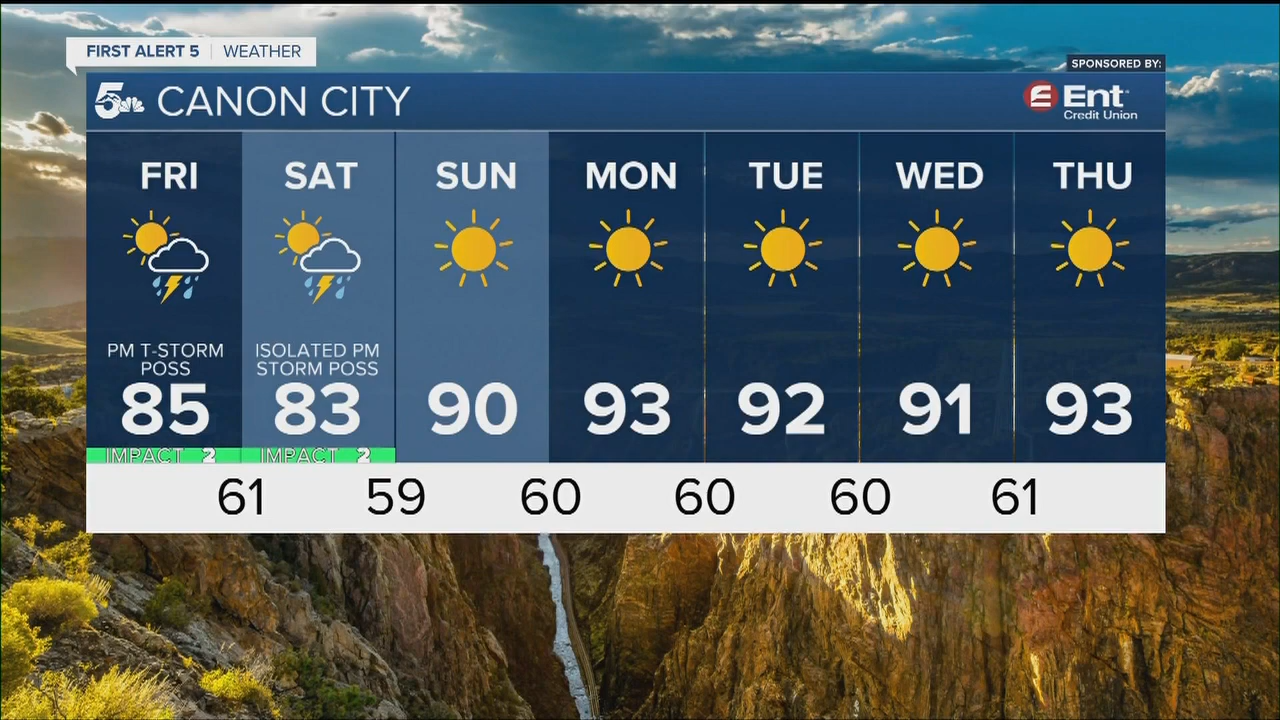 FIRST ALERT 5 | WEATHER
SPONSORED BY:
5 CANON CITY
Ent
Credit Union
FRI SAT SUN MON TUE WED THU
PM T-STORM POSS
ISOLATED PM STORM POSS
85 83 90 93 92 91 93
IMPACT 2 IMPACT 2
61 59 60 60 60 61